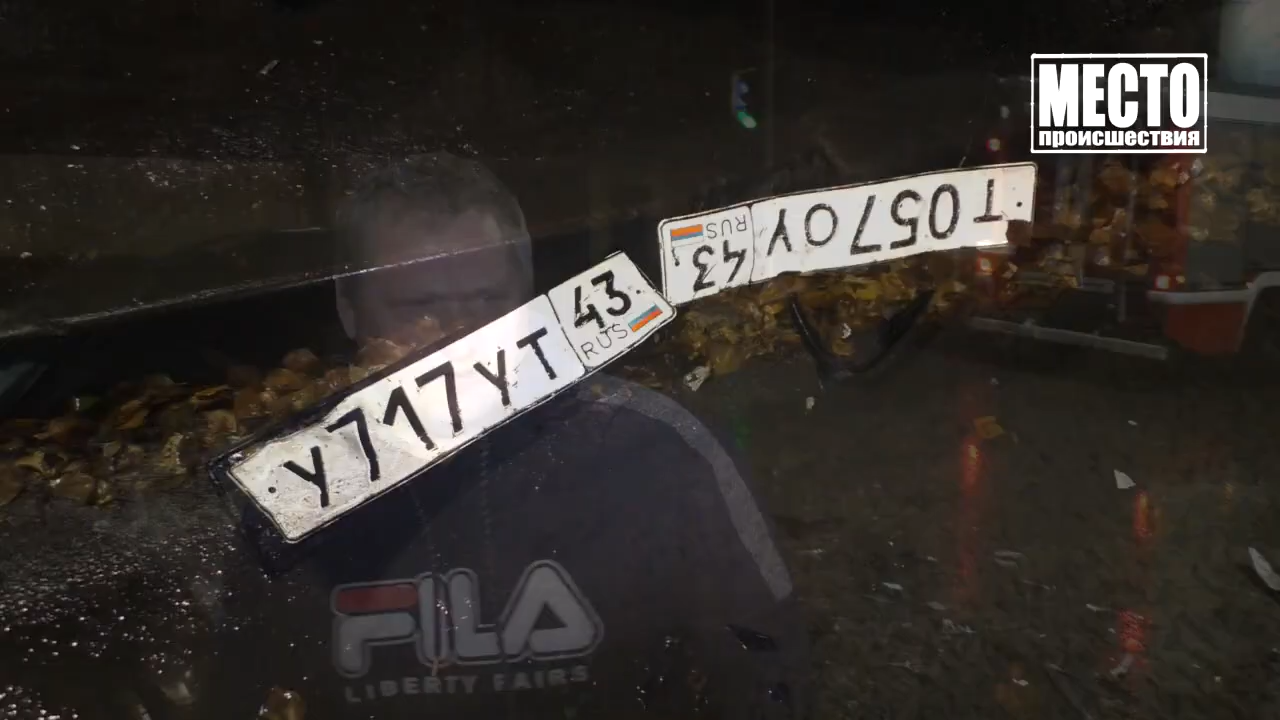 МЕСТО
происшествия
Т057ОУ 43
RUS
У717УТ 43
RUS
FILA
LIBERTY FAIRS